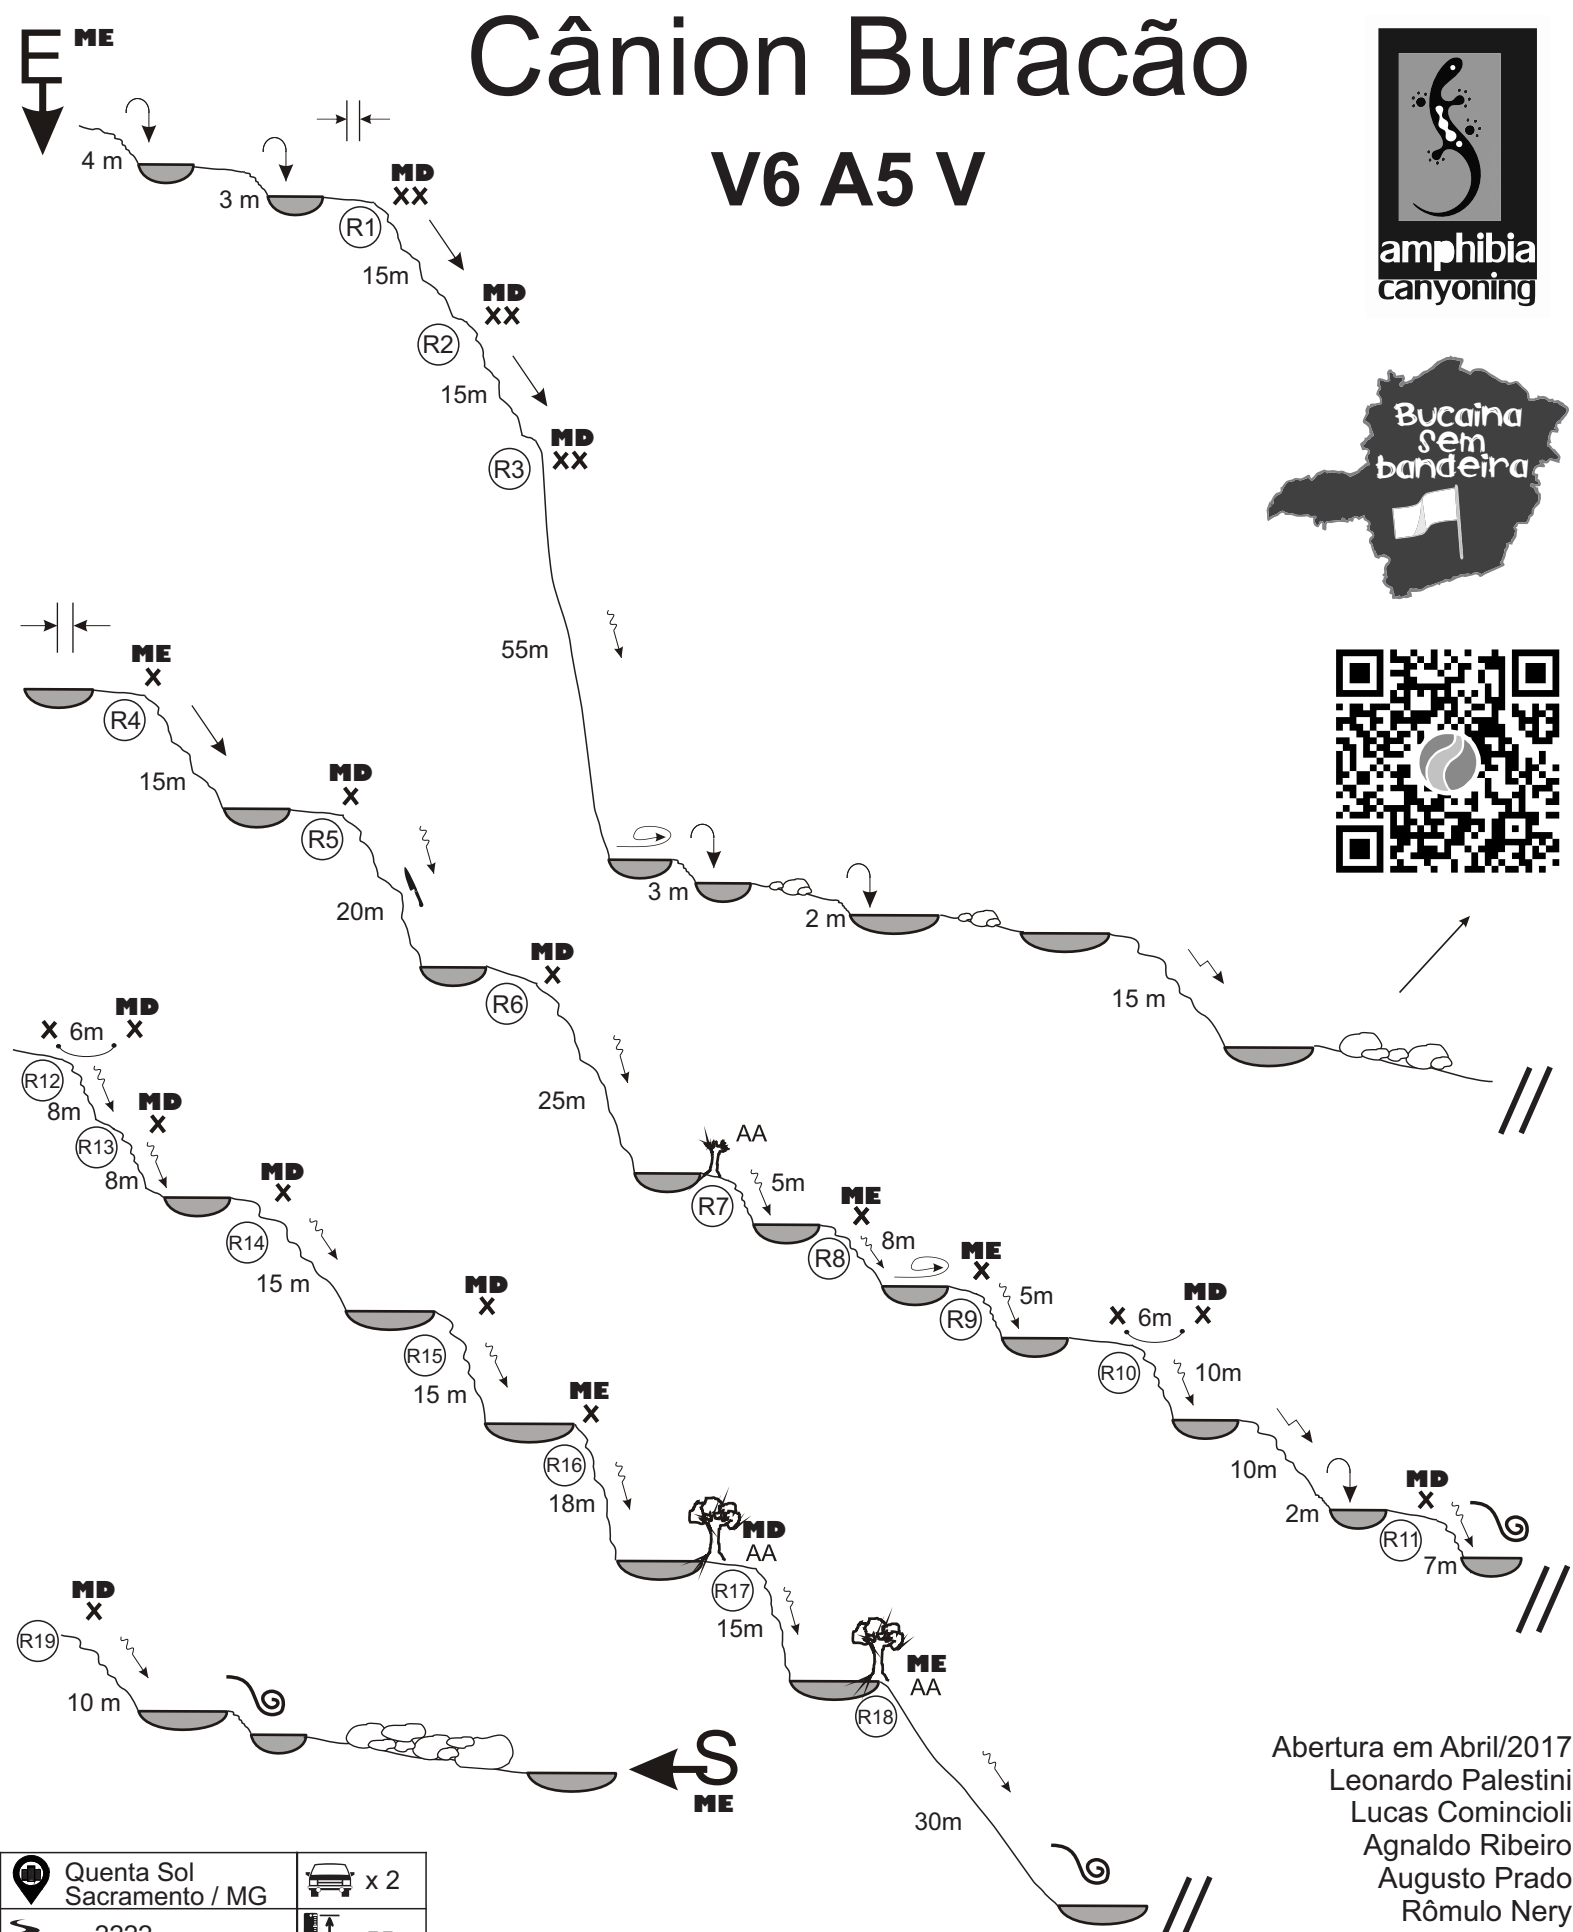 Cânion Buracão
V6 A5 V
E ME
4 m
3 m
MD
XX
R1
15m
MD
XX
R2
15m
MD
XX
R3
55m
3 m
2 m
15 m
amphibia
canyoning
Bucaina
sem
bandeira
ME
X
R4
15m
MD
X
R5
20m
MD
X
R6
25m
AA
R7
5m
ME
X
R8
8m
ME
X
R9
5m
X 6m MD
X
R10
10m
10m
2m
MD
X
R11
7m
X 6m MD
X
R12
8m
MD
X
R13
8m
MD
X
R14
15 m
MD
X
R15
15 m
ME
X
R16
18m
MD
AA
R17
15m
ME
AA
R18
30m
MD
X
R19
10 m
S
ME
Quenta Sol
Sacramento / MG
x 2
Abertura em Abril/2017
Leonardo Palestini
Lucas Comincioli
Agnaldo Ribeiro
Augusto Prado
Rômulo Nery